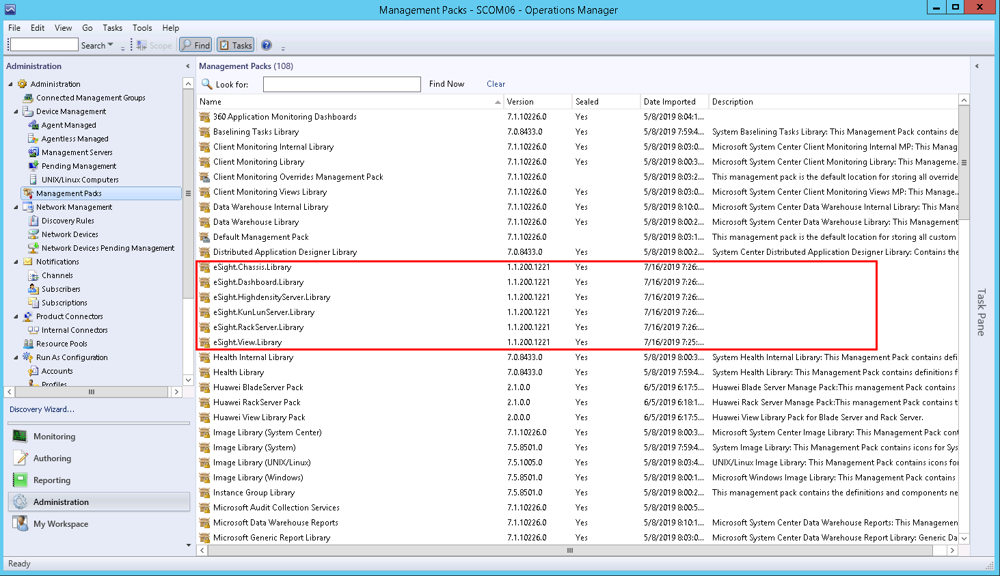 Management Packs - SCOM06 - Operations Manager
File Edit View Go Tasks Tools Help
Search Scope Find Tasks
Administration
Administration
Connected Management Groups
Device Management
Agent Managed
Agentless Managed
Management Servers
Pending Management
UNIX/Linux Computers
Management Packs
Network Management
Discovery Rules
Network Devices
Network Devices Pending Management
Notifications
Channels
Subscribers
Subscriptions
Product Connectors
Internal Connectors
Resource Pools
Run As Configuration
Accounts
Profiles
Discovery Wizard...
Monitoring
Authoring
Reporting
Administration
My Workspace
Management Packs (108)
Look for: Find Now Clear
Name Version Sealed Date Imported Description
360 Application Monitoring Dashboards 7.1.10226.0 Yes 5/8/2019 8:04:1...
Baselining Tasks Library 7.0.8433.0 Yes 5/8/2019 7:59:4... System Baselining Tasks Library: This Management Pack contains de
Client Monitoring Internal Library 7.1.10226.0 Yes 5/8/2019 8:03:0... Microsoft System Center Client Monitoring Internal MP: This Manag
Client Monitoring Library 7.1.10226.0 Yes 5/8/2019 8:00:3... Microsoft System Center Client Monitoring Library: This Manageme...
Client Monitoring Overrides Management Pack 7.1.10226.0 5/8/2019 8:03:2... This management pack is the default location for storing all override
Client Monitoring Views Library 7.1.10226.0 Yes 5/8/2019 8:03:0... Microsoft System Center Client Monitoring Views MP: This Manage...
Data Warehouse Internal Library 7.1.10226.0 Yes 5/8/2019 8:10:0... Microsoft System Center Data Warehouse Internal Library: This Mana
Data Warehouse Library 7.1.10226.0 Yes 5/8/2019 8:00:2... Microsoft System Center Data Warehouse Library: This Management
Default Management Pack 7.1.10226.0 5/8/2019 8:03:1... This management pack is the default location for storing all custom
Distributed Application Designer Library 7.0.8433.0 Yes 5/8/2019 8:00:2... System Center Distributed Application Designer Library: Contains the
eSight.Chassis.Library 1.1.200.1221 Yes 7/16/2019 7:26:...
eSight.Dashboard.Library 1.1.200.1221 Yes 7/16/2019 7:26:...
eSight.HighdensityServer.Library 1.1.200.1221 Yes 7/16/2019 7:26:...
eSight.KunLunServer.Library 1.1.200.1221 Yes 7/16/2019 7:26:...
eSight.RackServer.Library 1.1.200.1221 Yes 7/16/2019 7:26:...
eSight.View.Library 1.1.200.1221 Yes 7/16/2019 7:25:...
Health Internal Library 7.0.8433.0 Yes 5/8/2019 8:00:3... System Health Internal Library: This Management Pack contains defi
Health Library 7.0.8433.0 Yes 5/8/2019 7:59:4... System Health Library: This Management Pack contains definitions f
Huawei BladeServer Pack 2.1.0.0 Yes 6/5/2019 6:17:5... Huawei Blade Server Manage Pack:This management Pack contains
Huawei RackServer Pack 2.1.0.0 Yes 6/5/2019 6:18:1... Huawei Rack Server Manage Pack:This management Pack contains t
Huawei View Library Pack 2.0.0.0 Yes 6/5/2019 6:17:5... Huawei View Library Pack for Blade Server and Rack Server.
Image Library (System Center) 7.1.10226.0 Yes 5/8/2019 8:00:3... Microsoft System Center Image Library: This Management Pack cont
Image Library (System) 7.5.8501.0 Yes 5/8/2019 7:59:4... System Image Library: This Management Pack contains icons for Sys
Image Library (UNIX/Linux) 7.5.1005.0 Yes 5/8/2019 8:03:4... UNIX/Linux Image Library: This Management Pack contains icons fo
Image Library (Windows) 7.5.8501.0 Yes 5/8/2019 8:00:1... Microsoft Windows Image Library: This Management Pack contains
Instance Group Library 7.5.8501.0 Yes 5/8/2019 8:00:2... This management pack contains the definitions and components ne
Microsoft Audit Collection Services 7.1.10226.0 Yes 5/8/2019 8:00:5...
Microsoft Data Warehouse Reports 7.1.10226.0 Yes 5/8/2019 8:10:1... Microsoft System Center Data Warehouse Reports: This Managemen
Microsoft Generic Report Library 7.1.10226.0 Yes 5/8/2019 8:03:0... Microsoft System Center Data Warehouse Report Library: Generic Da
Task Pane
Ready